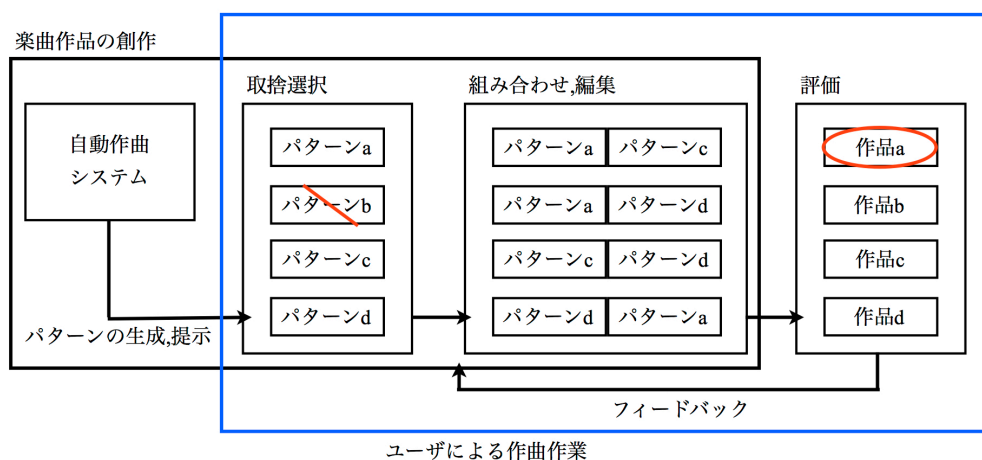 楽曲作品の創作
自動作曲
システム
パターンの生成,提示
取捨選択
パターンa
パターンb
パターンc
パターンd
組み合わせ,編集
パターンa パターンc
パターンa パターンd
パターンc パターンd
パターンd パターンa
評価
作品a
作品b
作品c
作品d
フィードバック
ユーザによる作曲作業